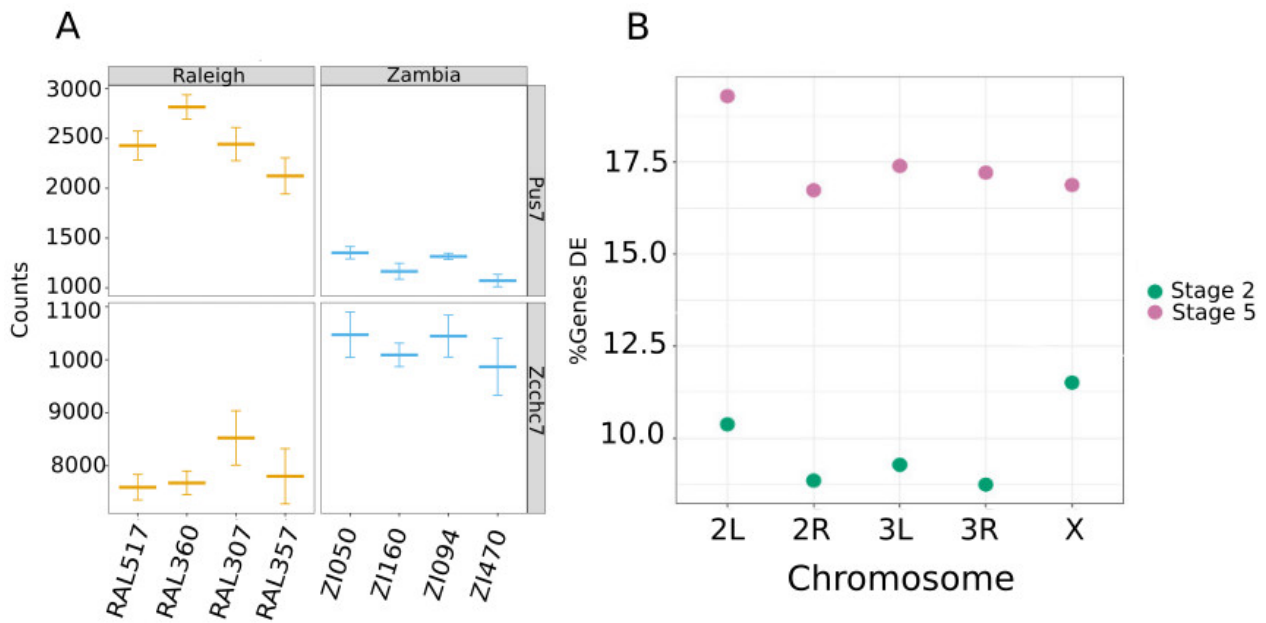 A
B
Raleigh
Zambia
3000
2500
2000
1500
1000
Pus7
Counts
1100
1000
9000
8000
Zcchc7
RAL517
RAL360
RAL307
RAL357
ZI050
ZI160
ZI094
ZI470
%Genes DE
17.5
15.0
12.5
10.0
2L
2R
3L
3R
X
Chromosome
Stage 2
Stage 5